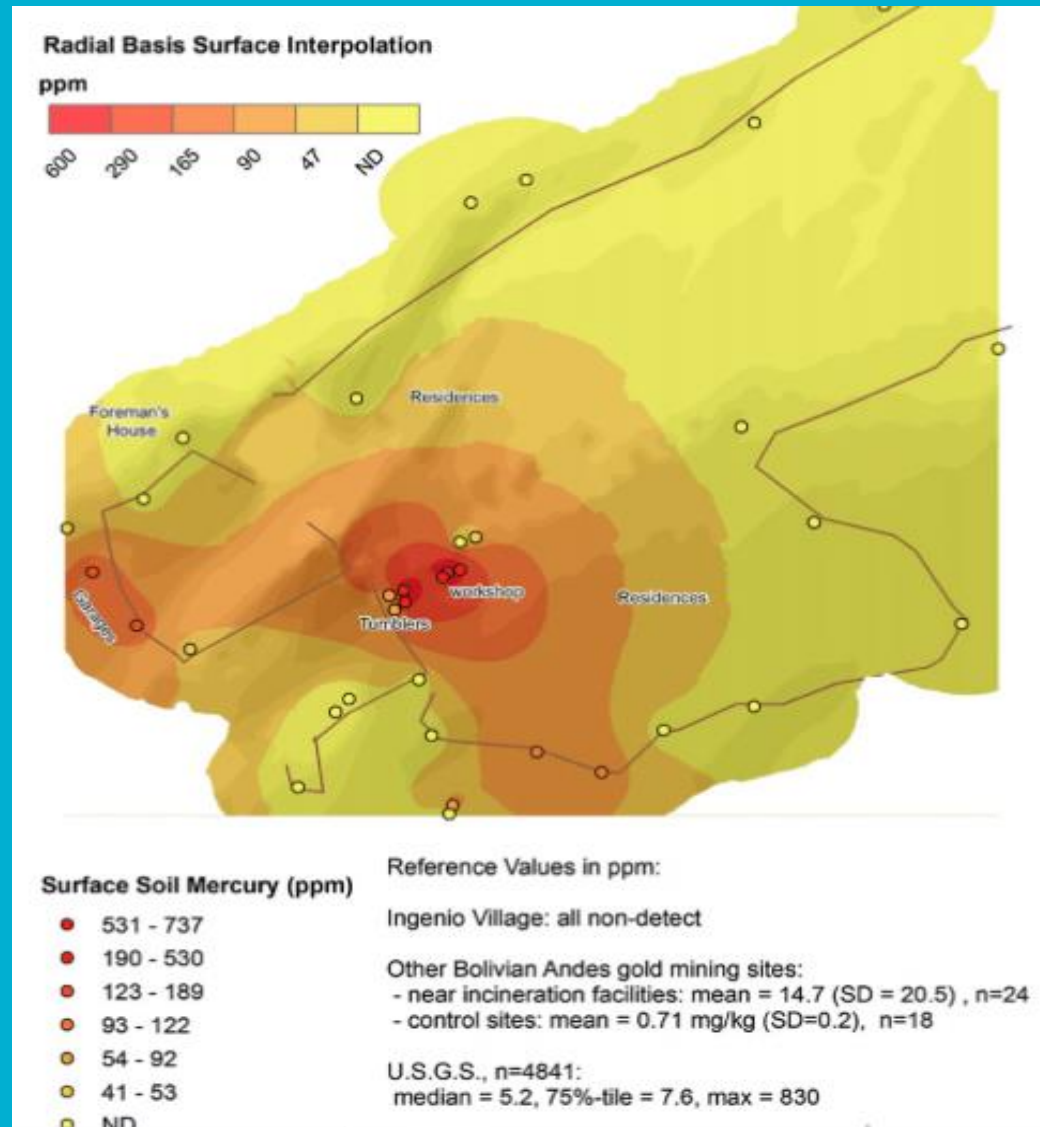 Radial Basis Surface Interpolation
ppm
600 290 165 90 47 ND
Residences
Foreman's
House
Garages
workshop
Tumblers
Residences
Surface Soil Mercury (ppm)
531 - 737
190 - 530
123 - 189
93 - 122
54 - 92
41 - 53
ND
Reference Values in ppm:
Ingenio Village: all non-detect
Other Bolivian Andes gold mining sites:
- near incineration facilities: mean = 14.7 (SD = 20.5) , n=24
- control sites: mean = 0.71 mg/kg (SD=0.2), n=18
U.S.G.S., n=4841:
median = 5.2, 75%-tile = 7.6, max = 830